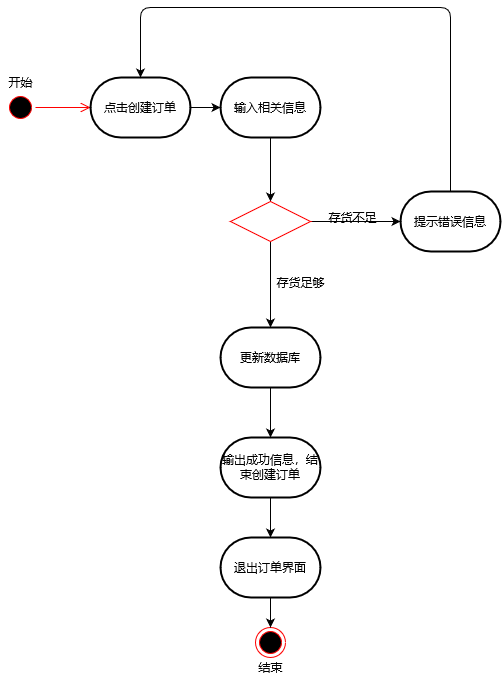 开始
点击创建订单
输入相关信息
存货不足
提示错误信息
存货足够
更新数据库
输出成功信息，结
束创建订单
退出订单界面
结束